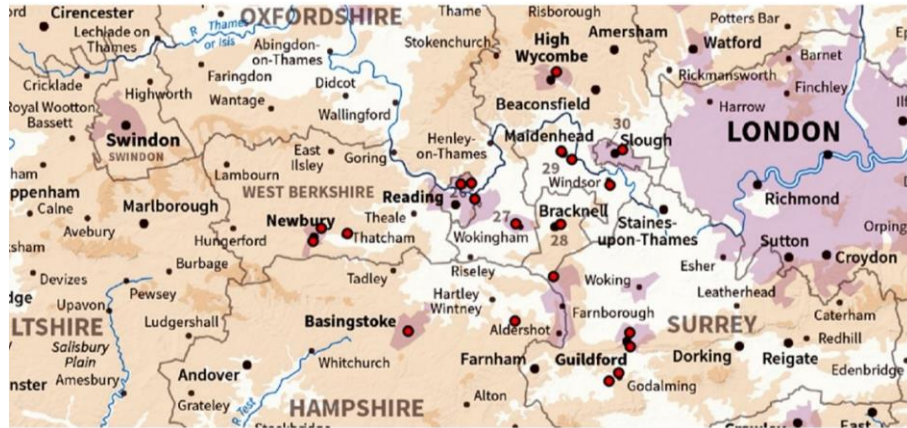 Cirencester
OXFORDSHIRE
Thame
Risborough
Amersham
Potters Bar
Lechlade on
Thames
R Thames
or Isis
Abingdon-
on-Thames
Stokenchurch
High
Wycombe
Watford
Barnet
Cricklade
Highworth
Faringdon
Didcot
Rickmansworth
Finchley
Royal Wootton
Bassett
Wantage
Wallingford
Beaconsfield
Harrow
Swindon
SWINDON
East
Ilsley
Goring
Henley-
on-Thames
Maidenhead
30
Slough
LONDON
Lambourn
29
Windsor
ppenham
Calne
Marlborough
WEST BERKSHIRE
Reading
26
Richmond
Avebury
Hungerford
Newbury
Theale
Thatcham
27
Wokingham
Bracknell
28
Staines-
upon-Thames
Sutton
Orping
Devizes
Burbage
Pewsey
Tadley
Riseley
Woking
Esher
Croydon
Upavon
Hartley
Wintney
Leatherhead
LTSHIRE
Ludgershall
Basingstoke
Aldershot
Farnborough
SURREY
Caterham
Salisbury
Plain
Whitchurch
Farnham
Guildford
Dorking
Reigate
Redhill
Edenbridge
Amesbury
Andover
Godalming
Grateley
R Test
HAMPSHIRE
Alton